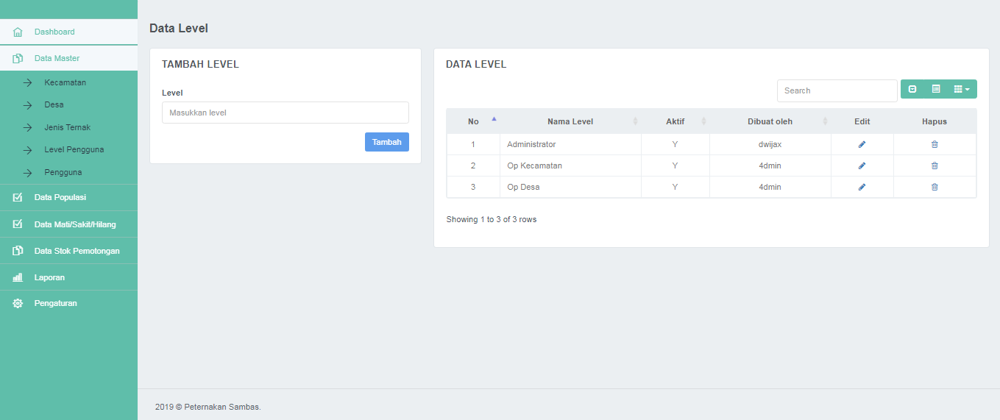 Dashboard
Data Master
Kecamatan
Desa
Jenis Ternak
Level Pengguna
Pengguna
Data Populasi
Data Mati/Sakit/Hilang
Data Stok Pemotongan
Laporan
Pengaturan
Data Level
TAMBAH LEVEL
Level
Masukkan level
Tambah
DATA LEVEL
Search
No Nama Level Aktif Dibuat oleh Edit Hapus
1 Administrator Y dwijax
2 Op Kecamatan Y 4dmin
3 Op Desa Y 4dmin
Showing 1 to 3 of 3 rows
2019 © Peternakan Sambas.